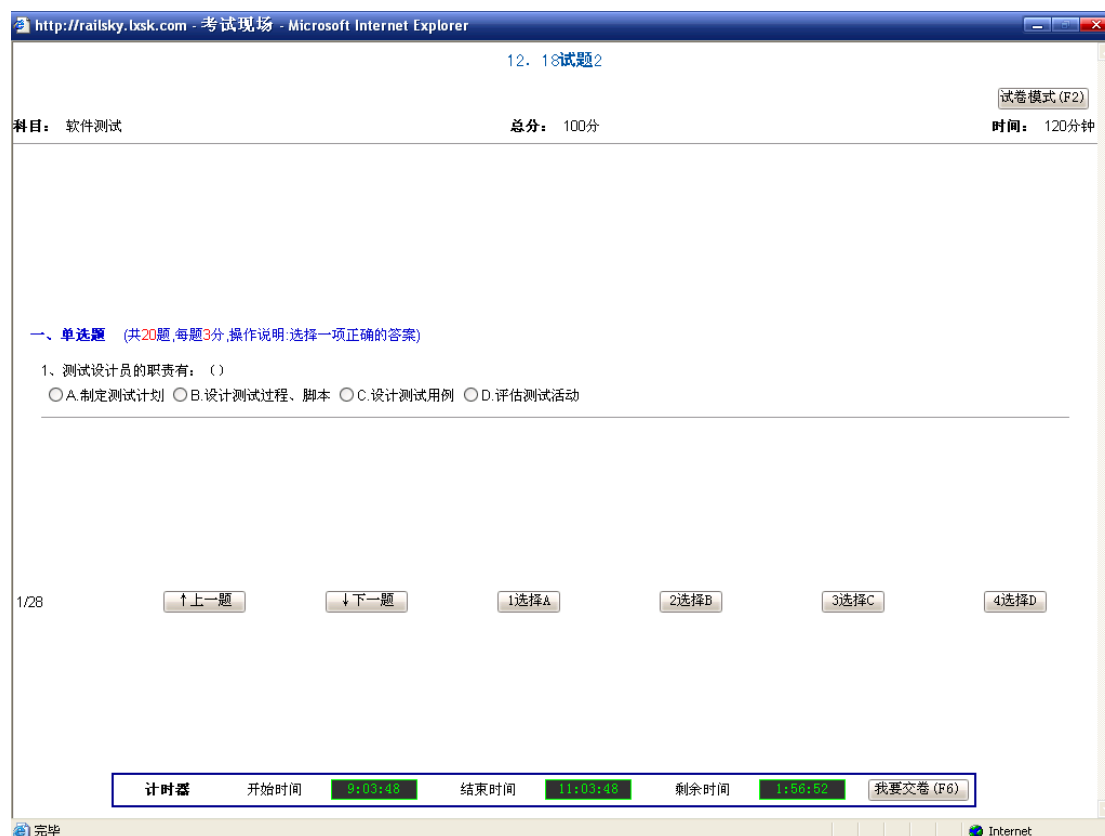 http://railsky.lxsk.com - 考试现场 - Microsoft Internet Explorer
12．18试题2
试卷模式(F2)
科目： 软件测试 总分： 100分 时间： 120分钟
一、单选题 (共20题,每题3分,操作说明:选择一项正确的答案)
1、测试设计员的职责有：（）
A.制定测试计划 B.设计测试过程、脚本 C.设计测试用例 D.评估测试活动
1/28 ↑上一题 ↓下一题 1选择A 2选择B 3选择C 4选择D
计时器 开始时间 9:03:48 结束时间 11:03:48 剩余时间 1:56:52 我要交卷(F6)
完毕 Internet